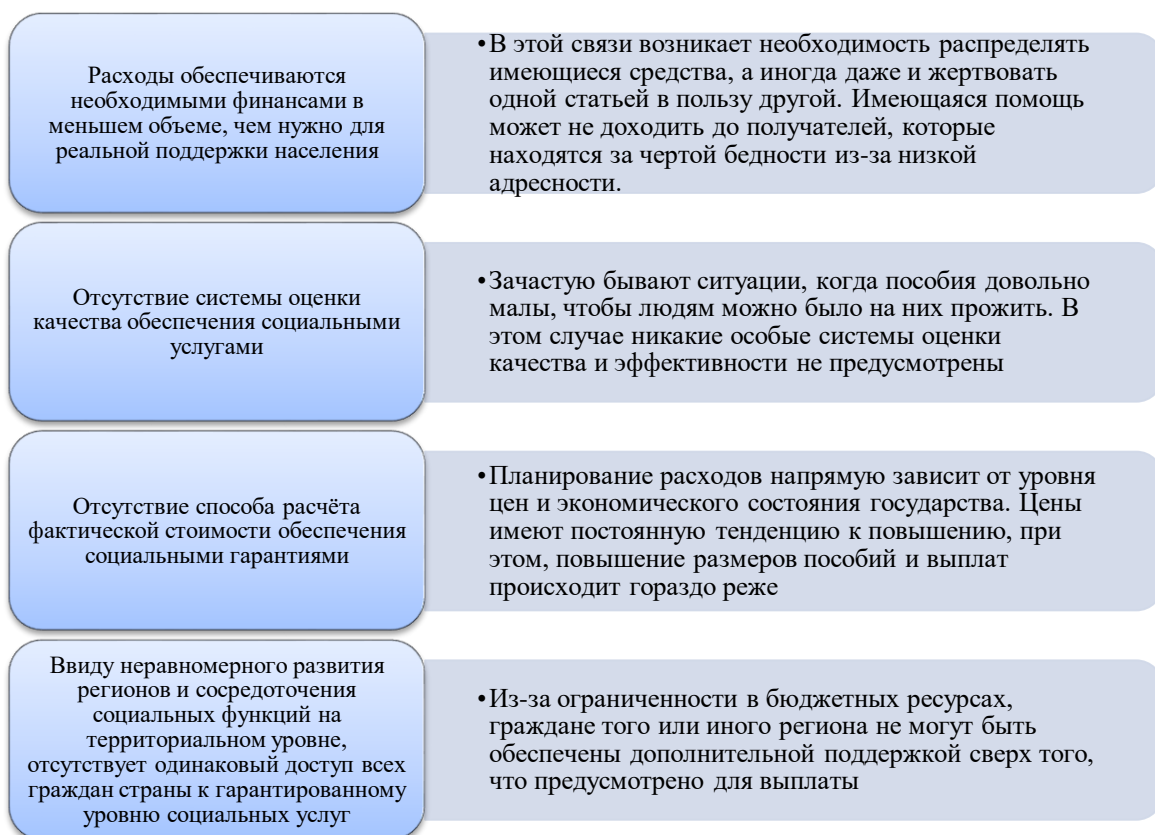 Расходы обеспечиваются
необходимыми финансами в
меньшем объеме, чем нужно для
реальной поддержки населения
•В этой связи возникает необходимость распределять
имеющиеся средства, а иногда даже и жертвовать
одной статьей в пользу другой. Имеющаяся помощь
может не доходить до получателей, которые
находятся за чертой бедности из-за низкой
адресности.
Отсутствие системы оценки
качества обеспечения социальными
услугами
•Зачастую бывают ситуации, когда пособия довольно
малы, чтобы людям можно было на них прожить. В
этом случае никакие особые системы оценки
качества и эффективности не предусмотрены
Отсутствие способа расчёта
фактической стоимости обеспечения
социальными гарантиями
•Планирование расходов напрямую зависит от уровня
цен и экономического состояния государства. Цены
имеют постоянную тенденцию к повышению, при
этом, повышение размеров пособий и выплат
происходит гораздо реже
Ввиду неравномерного развития
регионов и сосредоточения
социальных функций на
территориальном уровне,
отсутствует одинаковый доступ всех
граждан страны к гарантированному
уровню социальных услуг
•Из-за ограниченности в бюджетных ресурсах,
граждане того или иного региона не могут быть
обеспечены дополнительной поддержкой сверх того,
что предусмотрено для выплаты